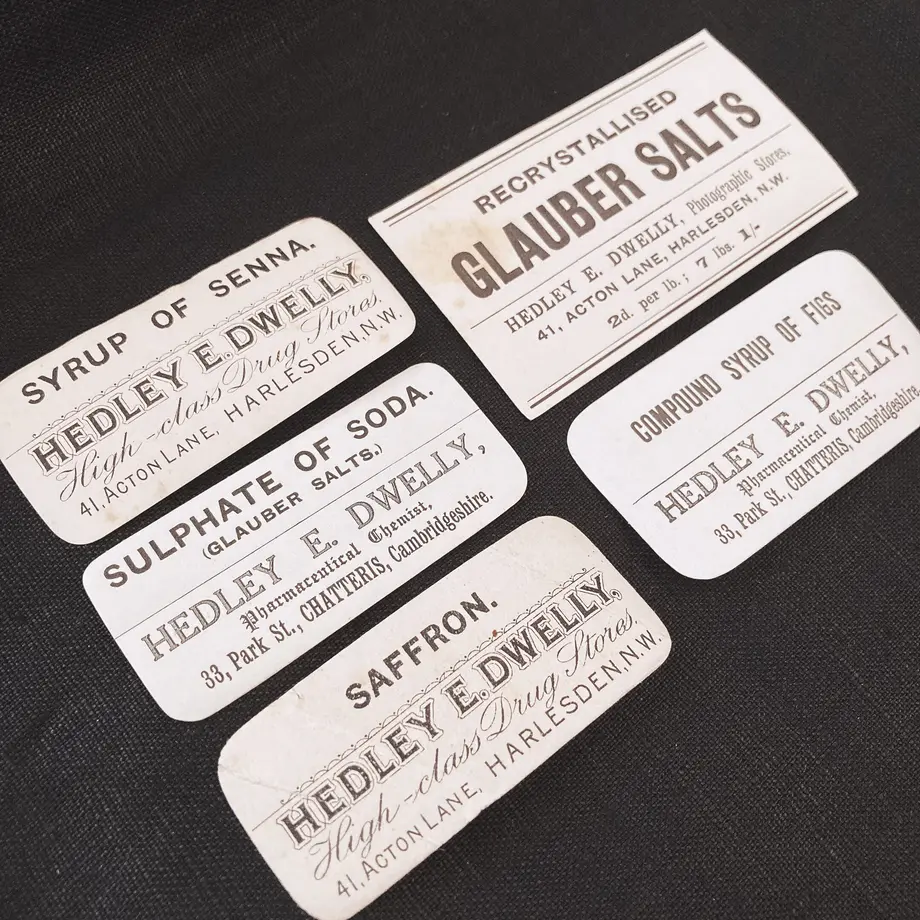 RECRYSTALLISED
GLAUBER SALTS
HEDLEY E. DWELLY, Photographic Stores,
41, ACTON LANE, HARLESDEN, N.W.
2d. per lb.; 7 lbs. 1/-
SYRUP OF SENNA.
HEDLEY E. DWELLY,
High-class Drug Stores.
41, ACTON LANE, HARLESDEN, N.W.
COMPOUND SYRUP OF FIGS
HEDLEY E. DWELLY,
Pharmaceutical Chemist,
33, Park St., CHATTERIS, Cambridgeshire
SULPHATE OF SODA.
(GLAUBER SALTS.)
HEDLEY E. DWELLY,
Pharmaceutical Chemist,
33, Park St., CHATTERIS, Cambridgeshire.
SAFFRON.
HEDLEY E. DWELLY,
High-class Drug Stores.
41, ACTON LANE, HARLESDEN, N.W.